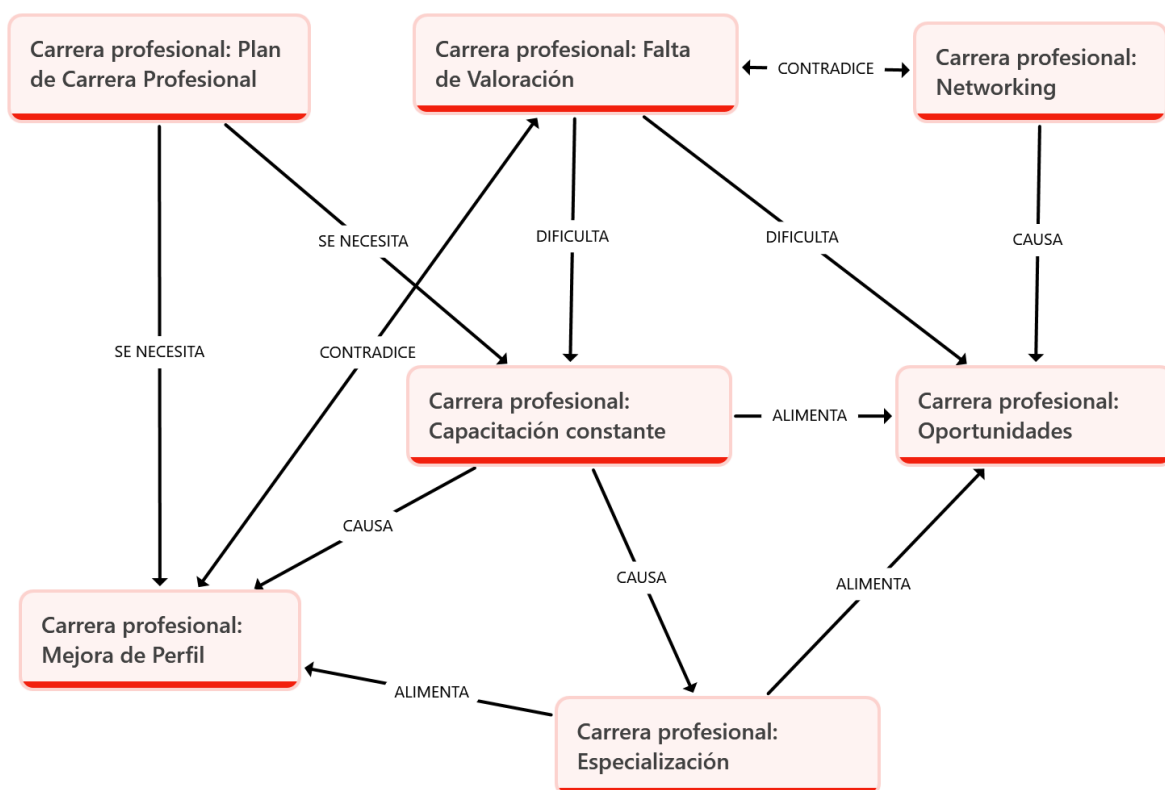 Carrera profesional: Plan
de Carrera Profesional
Carrera profesional: Falta
de Valoración
CONTRADICE
Carrera profesional:
Networking
SE NECESITA
DIFICULTA
DIFICULTA
CAUSA
SE NECESITA
CONTRADICE
Carrera profesional:
Capacitación constante
ALIMENTA
Carrera profesional:
Oportunidades
CAUSA
CAUSA
ALIMENTA
Carrera profesional:
Mejora de Perfil
ALIMENTA
Carrera profesional:
Especialización